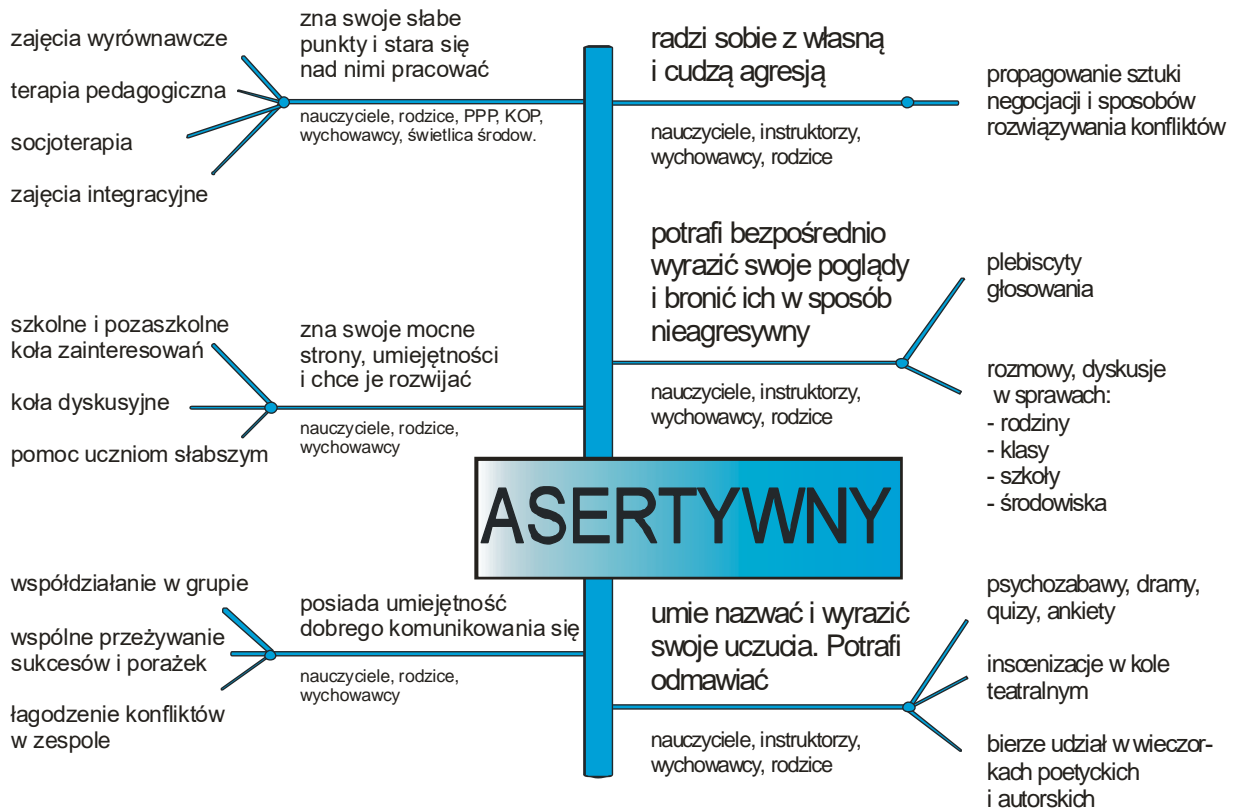 zajęcia wyrównawcze
terapia pedagogiczna
socjoterapia
zajęcia integracyjne
zna swoje słabe
punkty i stara się
nad nimi pracować
nauczyciele, rodzice, PPP, KOP,
wychowawcy, świetlica środow.
radzi sobie z własną
i cudzą agresją
nauczyciele, instruktorzy,
wychowawcy, rodzice
propagowanie sztuki
negocjacji i sposobów
rozwiązywania konfliktów
szkolne i pozaszkolne
koła zainteresowań
koła dyskusyjne
pomoc uczniom słabszym
zna swoje mocne
strony, umiejętności
i chce je rozwijać
nauczyciele, rodzice,
wychowawcy
potrafi bezpośrednio
wyrazić swoje poglądy
i bronić ich w sposób
nieagresywny
nauczyciele, instruktorzy,
wychowawcy, rodzice
plebiscyty
głosowania
rozmowy, dyskusje
w sprawach:
- rodziny
- klasy
- szkoły
- środowiska
ASERTYWNY
współdziałanie w grupie
wspólne przeżywanie
sukcesów i porażek
łagodzenie konfliktów
w zespole
posiada umiejętność
dobrego komunikowania się
nauczyciele, rodzice,
wychowawcy
umie nazwać i wyrazić
swoje uczucia. Potrafi
odmawiać
nauczyciele, instruktorzy,
wychowawcy, rodzice
psychozabawy, dramy,
quizy, ankiety
inscenizacje w kole
teatralnym
bierze udział w wieczor-
kach poetyckich
i autorskich